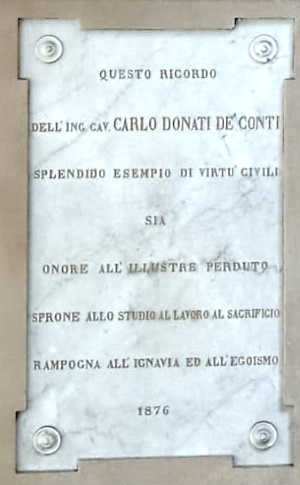 QUESTO RICORDO
DELL' ING. CAV. CARLO DONATI DE' CONTI
SPLENDIDO ESEMPIO DI VIRTU' CIVILI
SIA
ONORE ALL' ILLUSTRE PERDUTO
SPRONE ALLO STUDIO AL LAVORO AL SACRIFICIO
RAMPOGNA ALL' IGNAVIA ED ALL' EGOISMO
1876